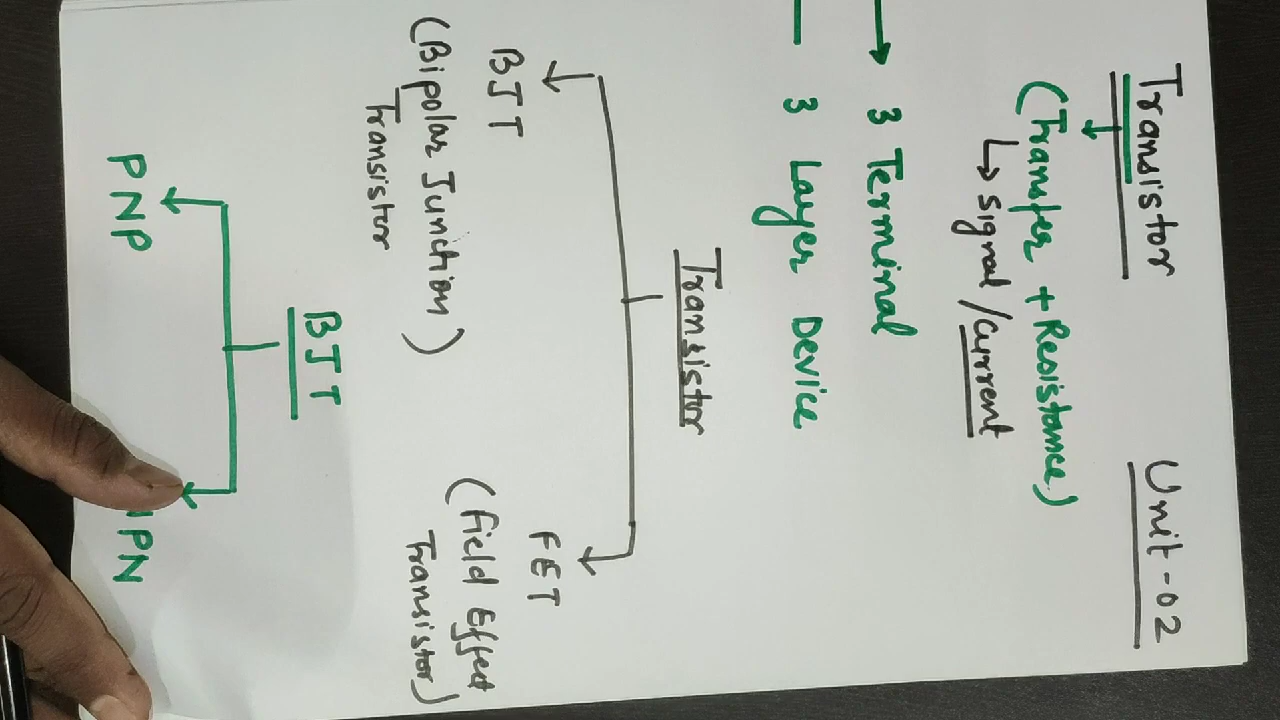 Transistor Unit-02
(Transfer + Resistance)
↳ Signal / Current
→ 3 Terminal
— 3 Layer Device
Transistor
BJT FET
(Bipolar Junction) (Field Effect
Transistor Transistor)
BJT
PNP